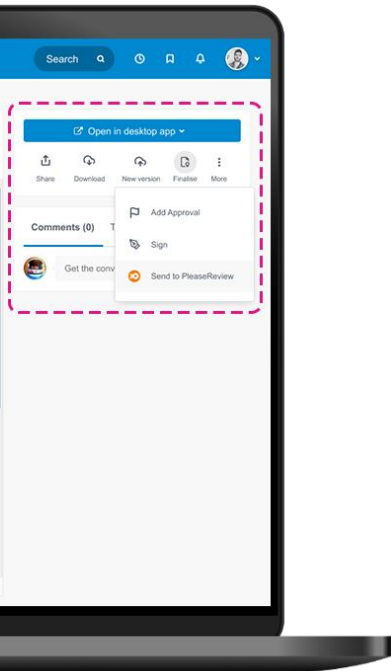 Search
Open in desktop app
Share Download New version Finalise More
Add Approval
Comments (0) T
Sign
Get the conv
Send to PleaseReview